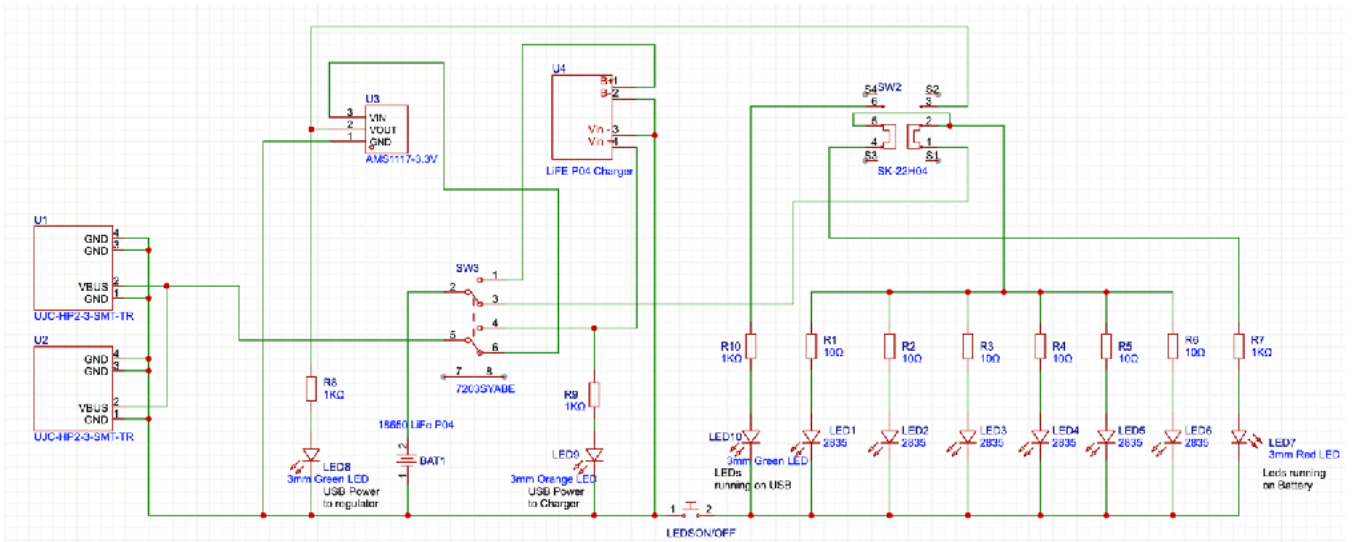 U4
B+ 1
B- 2
Vin - 3
Vin 4
LiFE P04 Charger
S4 SW2 S2
6 3
5 2
4 1
S3 S1
SK-22H04
U3
3 VIN
2 VOUT
1 GND
AMS1117-3.3V
U1
GND 4
GND 3
VBUS 2
GND 1
UJC-HP2-3-SMT-TR
U2
GND 4
GND 3
VBUS 2
GND 1
UJC-HP2-3-SMT-TR
SW3
1
2
3
4
5
6
7 8
7203SYABE
R8
1KΩ
R9
1KΩ
R10
1KΩ
R1
10Ω
R2
10Ω
R3
10Ω
R4
10Ω
R5
10Ω
R6
10Ω
R7
1KΩ
18650 LiFe P04
2
BAT1
1
LED8
3mm Green LED
USB Power
to regulator
LED9
3mm Orange LED
USB Power
to Charger
LED10
3mm Green LED
LEDs
running on USB
LED1
2835
LED2
2835
LED3
2835
LED4
2835
LED5
2835
LED6
2835
LED7
3mm Red LED
Leds running
on Battery
1 2
LEDSON/OFF